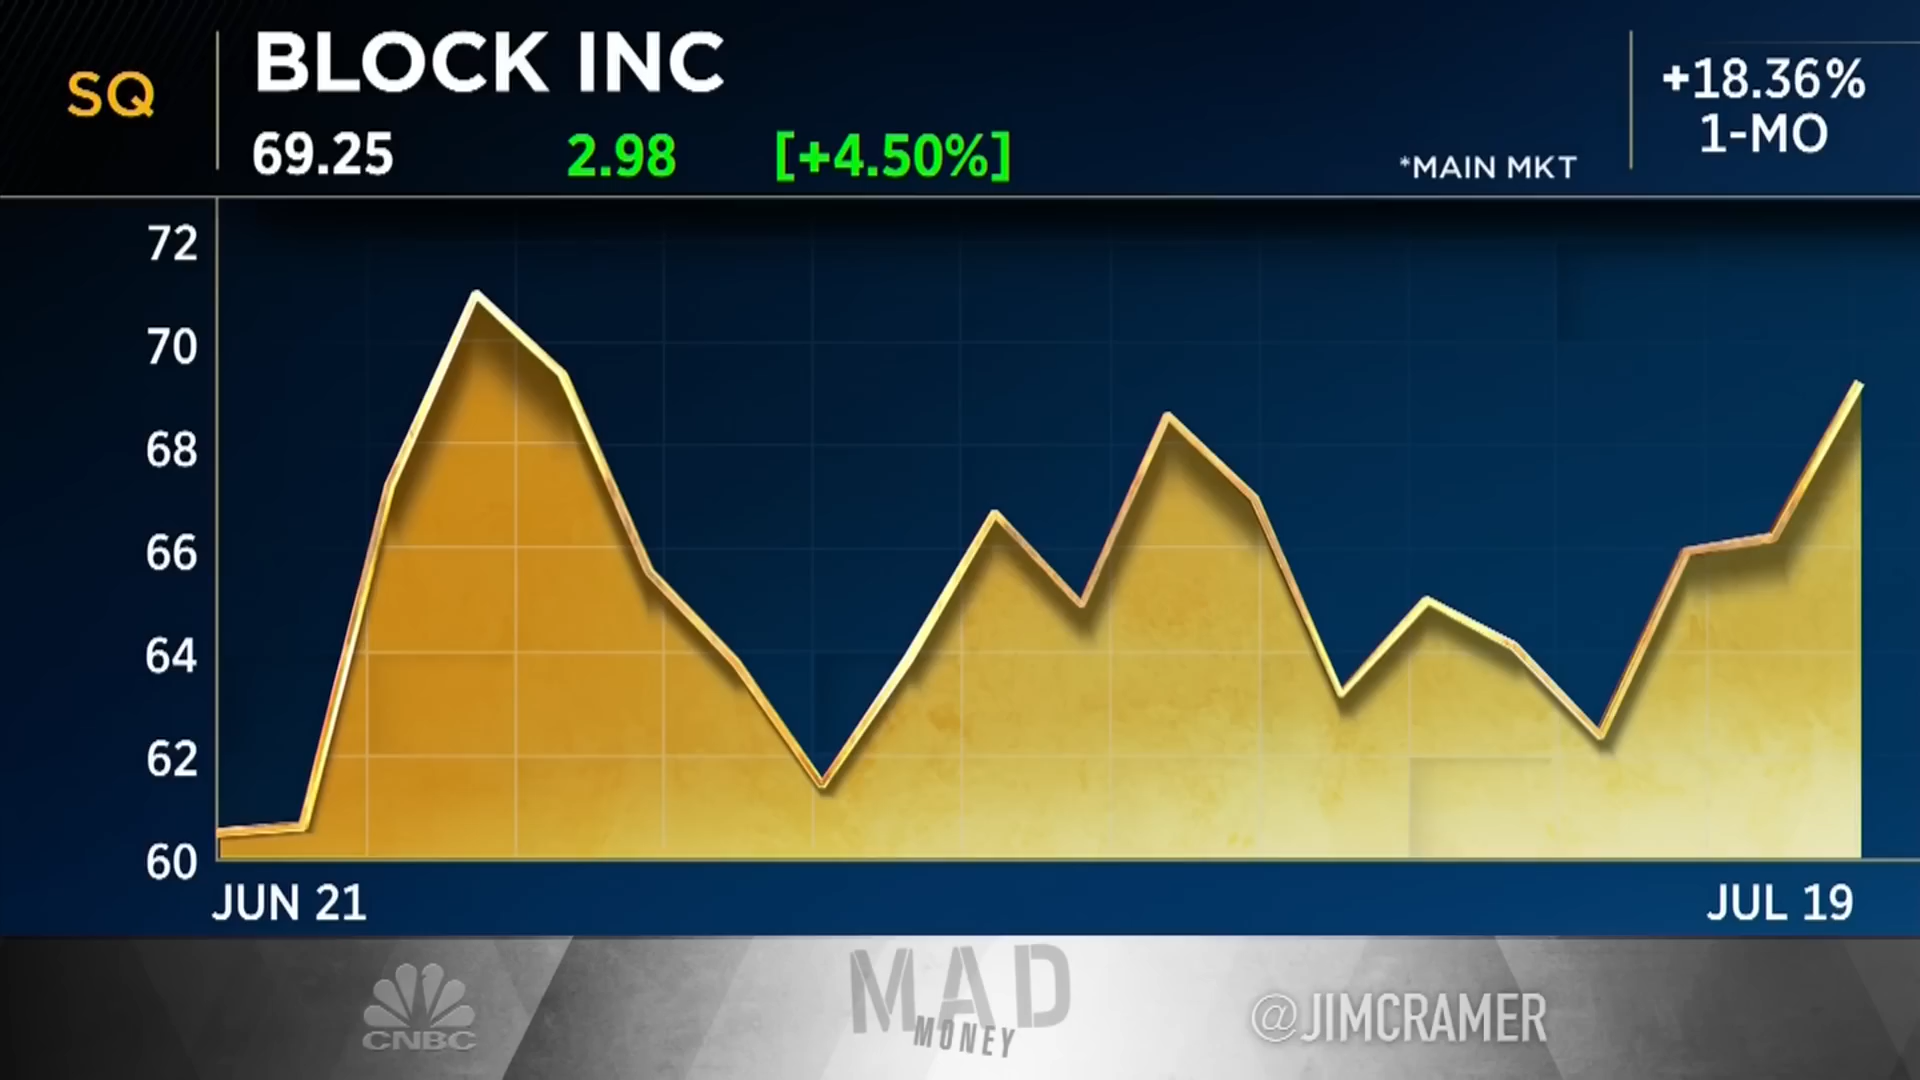 SQ
BLOCK INC
69.25 2.98 [+4.50%]
*MAIN MKT
+18.36%
1-MO
72
70
68
66
64
62
60
JUN 21
JUL 19
CNBC
MAD
MONEY
@JIMCRAMER